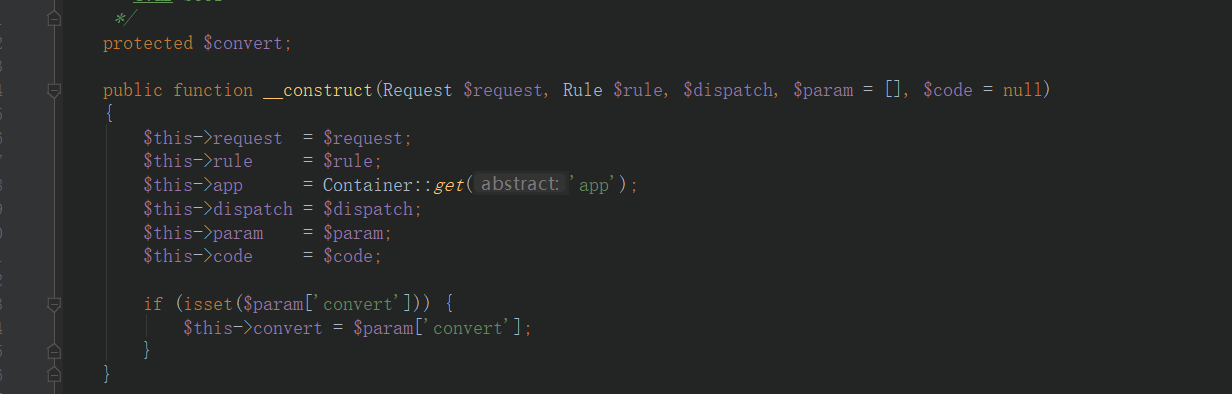 */
protected $convert;
public function __construct(Request $request, Rule $rule, $dispatch, $param = [], $code = null)
{
$this->request = $request;
$this->rule = $rule;
$this->app = Container::get( abstract: 'app');
$this->dispatch = $dispatch;
$this->param = $param;
$this->code = $code;
if (isset($param['convert'])) {
$this->convert = $param['convert'];
}
}